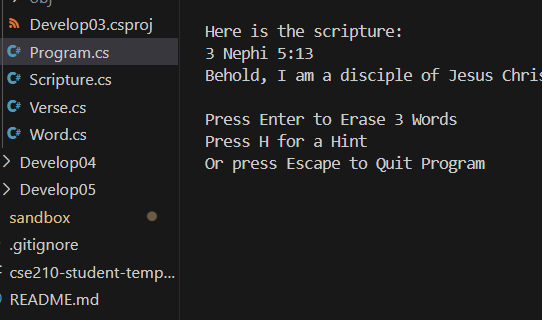 obj
Develop03.csproj
Program.cs
Scripture.cs
Verse.cs
Word.cs
Develop04
Develop05
sandbox
.gitignore
cse210-student-temp...
README.md
Here is the scripture:
3 Nephi 5:13
Behold, I am a disciple of Jesus
Press Enter to Erase 3 Words
Press H for a Hint
Or press Escape to Quit Program